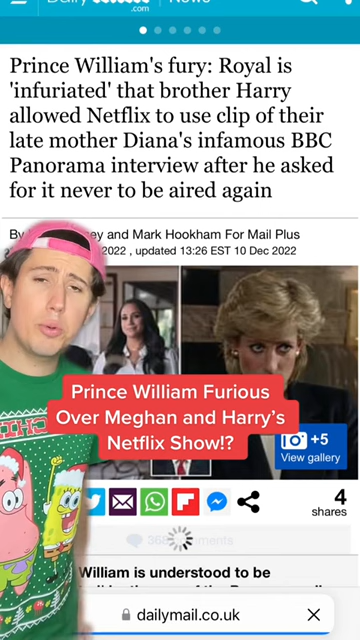 .com
Prince William's fury: Royal is
'infuriated' that brother Harry
allowed Netflix to use clip of their
late mother Diana's infamous BBC
Panorama interview after he asked
for it never to be aired again
By ey and Mark Hookham For Mail Plus
2022 , updated 13:26 EST 10 Dec 2022
Prince William Furious
Over Meghan and Harry's
Netflix Show!?
+5
View gallery
4
shares
William is understood to be
dailymail.co.uk